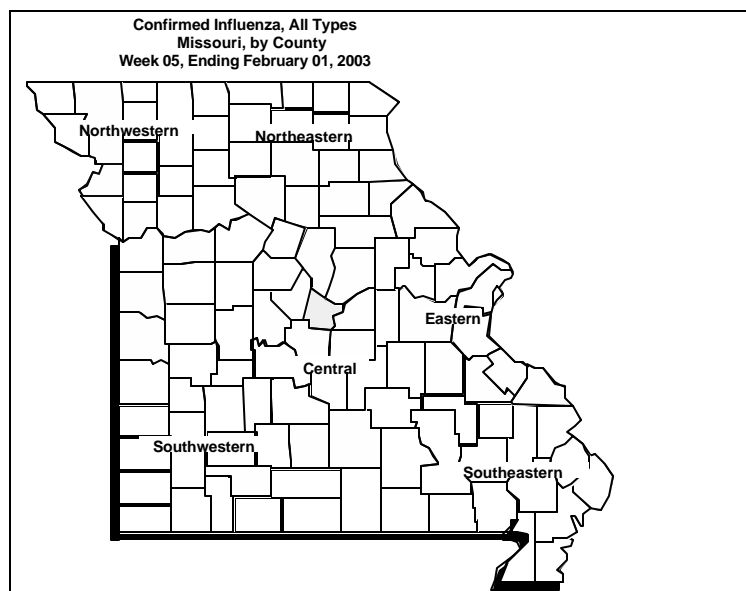 Confirmed Influenza, All Types
Missouri, by County
Week 05, Ending February 01, 2003
Northwestern
Northeastern
Eastern
Central
Southwestern
Southeastern